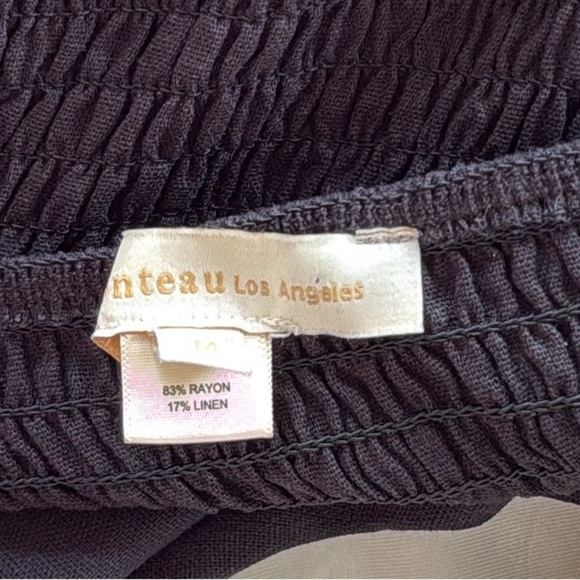 nteau Los Angeles
M
83% RAYON
17% LINEN